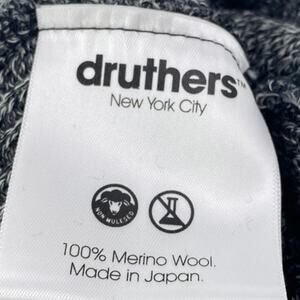 druthers™
New York City
NON MULESED
100% Merino Wool.
Made in Japan.